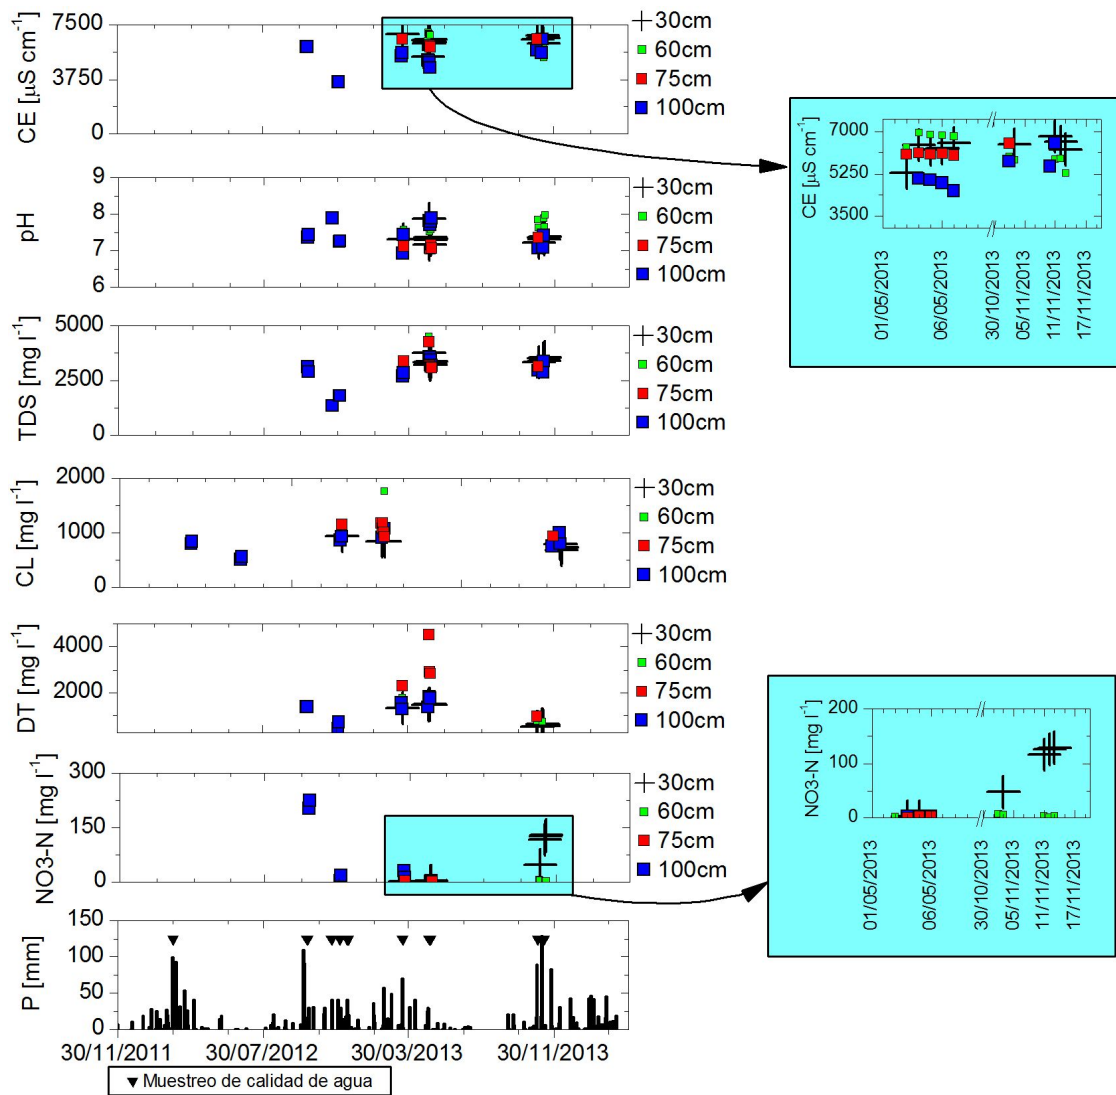 7500
3750
0
CE [µS cm-1]
30cm
60cm
75cm
100cm
9
8
7
6
pH
30cm
60cm
75cm
100cm
5000
2500
0
TDS [mg l-1]
30cm
60cm
75cm
100cm
2000
1000
0
CL [mg l-1]
30cm
60cm
75cm
100cm
4000
2000
DT [mg l-1]
30cm
60cm
75cm
100cm
300
150
0
NO3-N [mg l-1]
30cm
60cm
75cm
100cm
150
100
50
0
P [mm]
30/11/2011
30/07/2012
30/03/2013
30/11/2013
▼ Muestreo de calidad de agua
7000
5250
3500
CE [µS cm-1]
01/05/2013
06/05/2013
30/10/2013
05/11/2013
11/11/2013
17/11/2013
200
100
0
NO3-N [mg l-1]
01/05/2013
06/05/2013
30/10/2013
05/11/2013
11/11/2013
17/11/2013